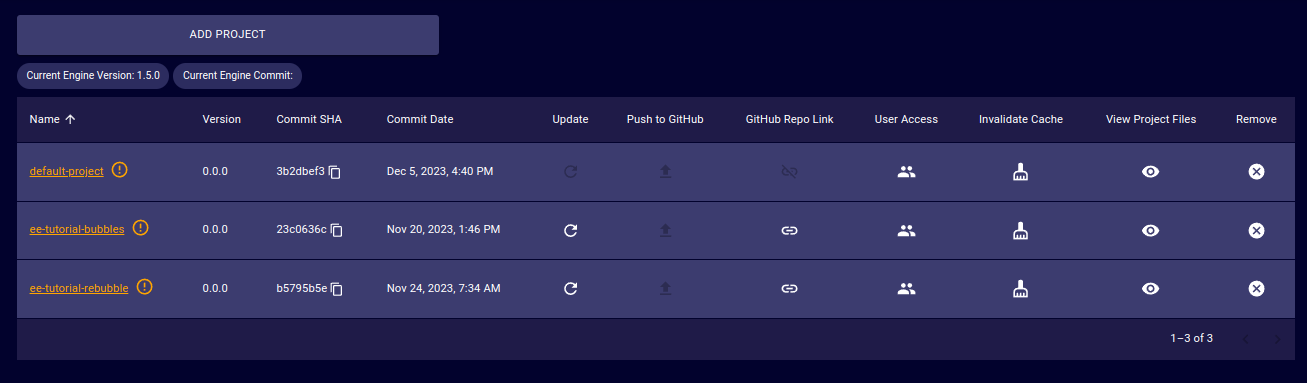 ADD PROJECT
Current Engine Version: 1.5.0 Current Engine Commit:
Name Version Commit SHA Commit Date Update Push to GitHub GitHub Repo Link User Access Invalidate Cache View Project Files Remove
default-project 0.0.0 3b2dbef3 Dec 5, 2023, 4:40 PM
ee-tutorial-bubbles 0.0.0 23c0636c Nov 20, 2023, 1:46 PM
ee-tutorial-rebubble 0.0.0 b5795b5e Nov 24, 2023, 7:34 AM
1–3 of 3